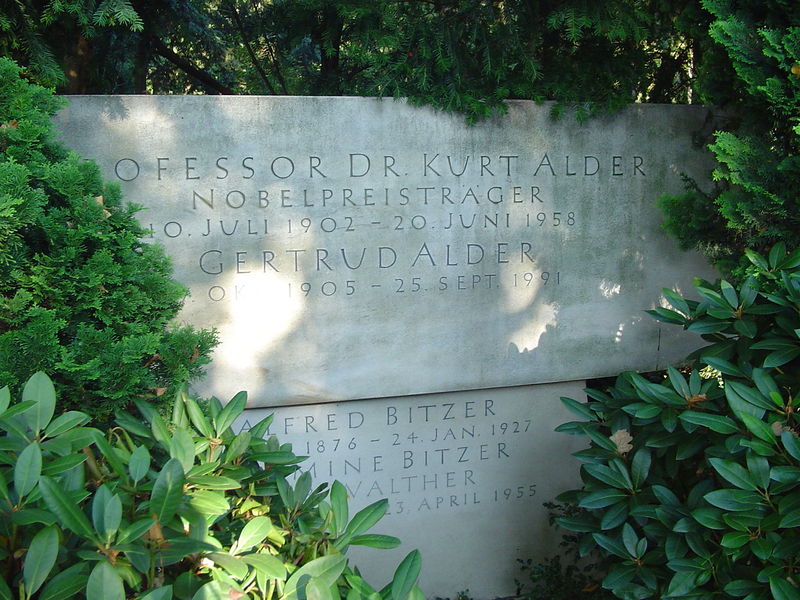 OFESSOR DR. KURT ALDER
NOBELPREISTRÄGER
10. JULI 1902 – 20. JUNI 1958
GERTRUD ALDER
OK 1905 – 25. SEPT. 1991
ALFRED BITZER
1876 – 24. JAN. 1927
MINE BITZER
WALTHER
3. APRIL 1955